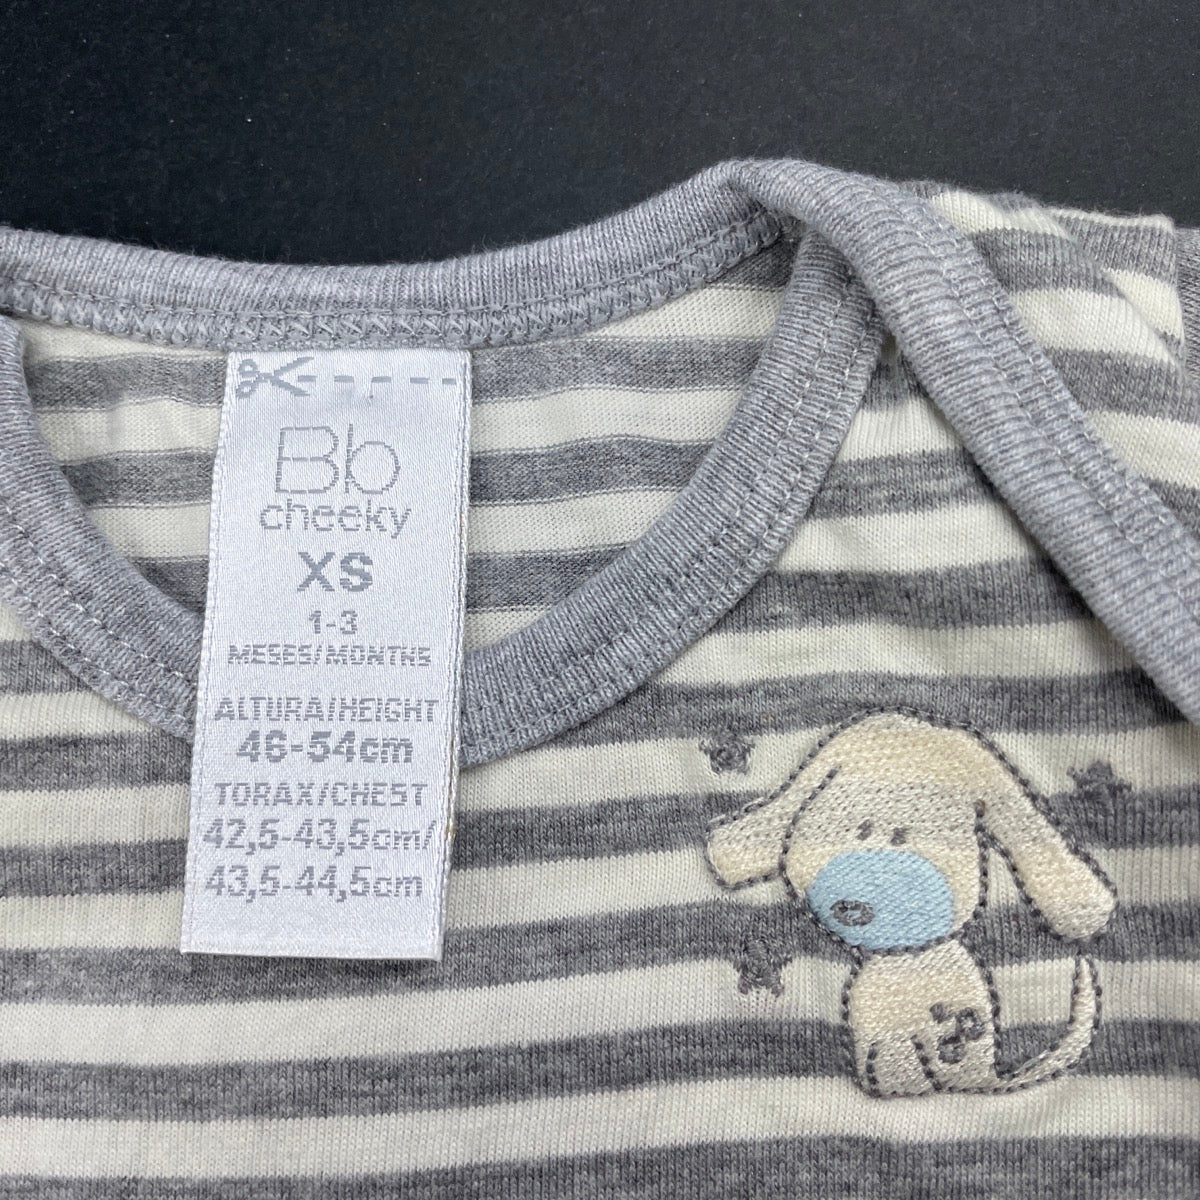 Bb
cheeky
XS
1-3
MESES/MONTHS
ALTURA/HEIGHT
46-54cm
TORAX/CHEST
42,5-43,5cm/
43,5-44,5cm